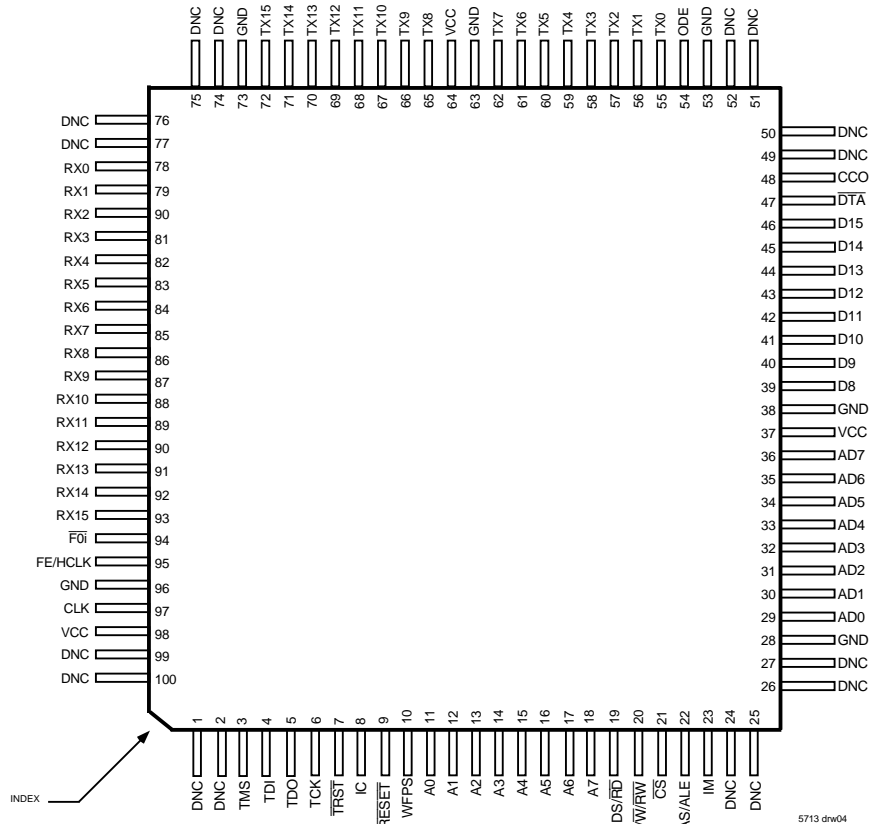 DNC
DNC
GND
TX15
TX14
TX13
TX12
TX11
TX10
TX9
TX8
VCC
GND
TX7
TX6
TX5
TX4
TX3
TX2
TX1
TX0
ODE
GND
DNC
DNC
75
74
73
72
71
70
69
68
67
66
65
64
63
62
61
60
59
58
57
56
55
54
53
52
51
DNC 76
DNC 77
RX0 78
RX1 79
RX2 90
RX3 81
RX4 82
RX5 83
RX6 84
RX7 85
RX8 86
RX9 87
RX10 88
RX11 89
RX12 90
RX13 91
RX14 92
RX15 93
F0i 94
FE/HCLK 95
GND 96
CLK 97
VCC 98
DNC 99
DNC 100
50 DNC
49 DNC
48 CCO
47 DTA
46 D15
45 D14
44 D13
43 D12
42 D11
41 D10
40 D9
39 D8
38 GND
37 VCC
36 AD7
35 AD6
34 AD5
33 AD4
32 AD3
31 AD2
30 AD1
29 AD0
28 GND
27 DNC
26 DNC
1
2
3
4
5
6
7
8
9
10
11
12
13
14
15
16
17
18
19
20
21
22
23
24
25
DNC
DNC
TMS
TDI
TDO
TCK
TRST
IC
RESET
WFPS
A0
A1
A2
A3
A4
A5
A6
A7
DS/RD
/W/RW
CS
AS/ALE
IM
DNC
DNC
INDEX
5713 drw04